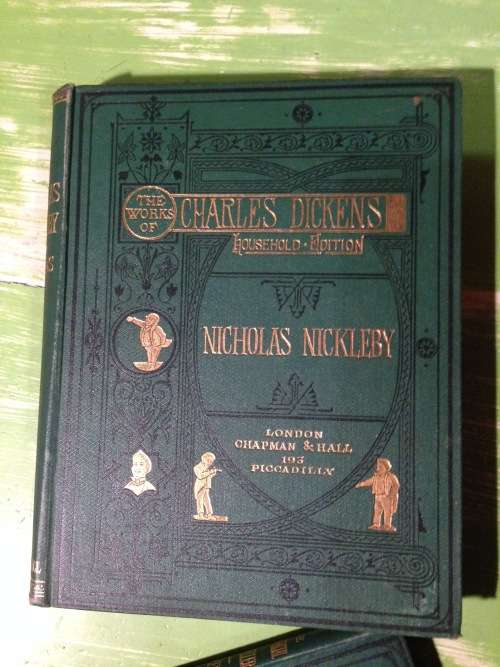 THE
WORKS
OF
CHARLES DICKENS
HOUSEHOLD · EDITION
NICHOLAS NICKLEBY
LONDON
CHAPMAN & HALL
193
PICCADILLY